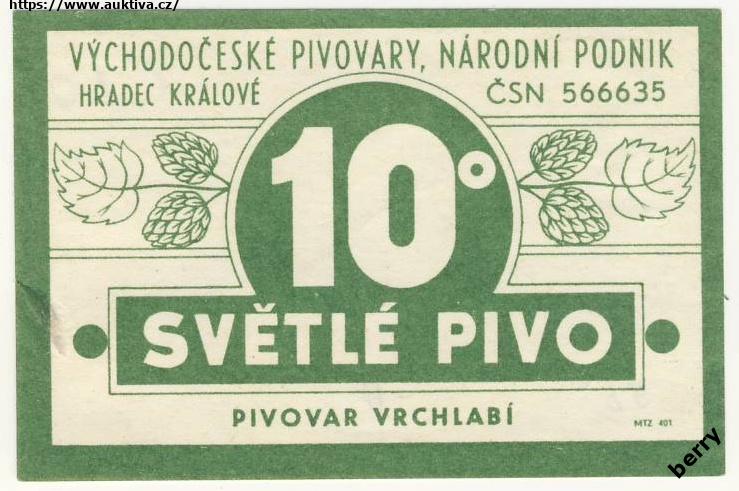 https://www.auktiva.cz/
VÝCHODOČESKÉ PIVOVARY, NÁRODNÍ PODNIK
HRADEC KRÁLOVÉ ČSN 566635
10°
SVĚTLÉ PIVO
PIVOVAR VRCHLABÍ
MTZ 401
berry